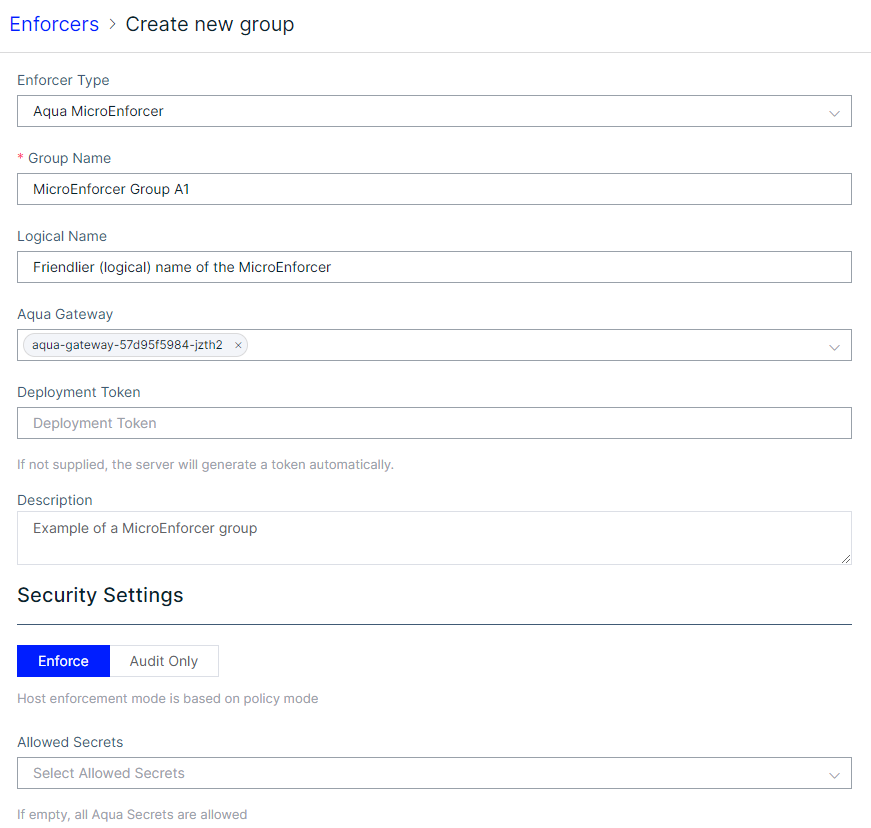 Enforcers > Create new group
Enforcer Type
Aqua MicroEnforcer
* Group Name
MicroEnforcer Group A1
Logical Name
Friendlier (logical) name of the MicroEnforcer
Aqua Gateway
aqua-gateway-57d95f5984-jzth2 ×
Deployment Token
Deployment Token
If not supplied, the server will generate a token automatically.
Description
Example of a MicroEnforcer group
Security Settings
Enforce Audit Only
Host enforcement mode is based on policy mode
Allowed Secrets
Select Allowed Secrets
If empty, all Aqua Secrets are allowed